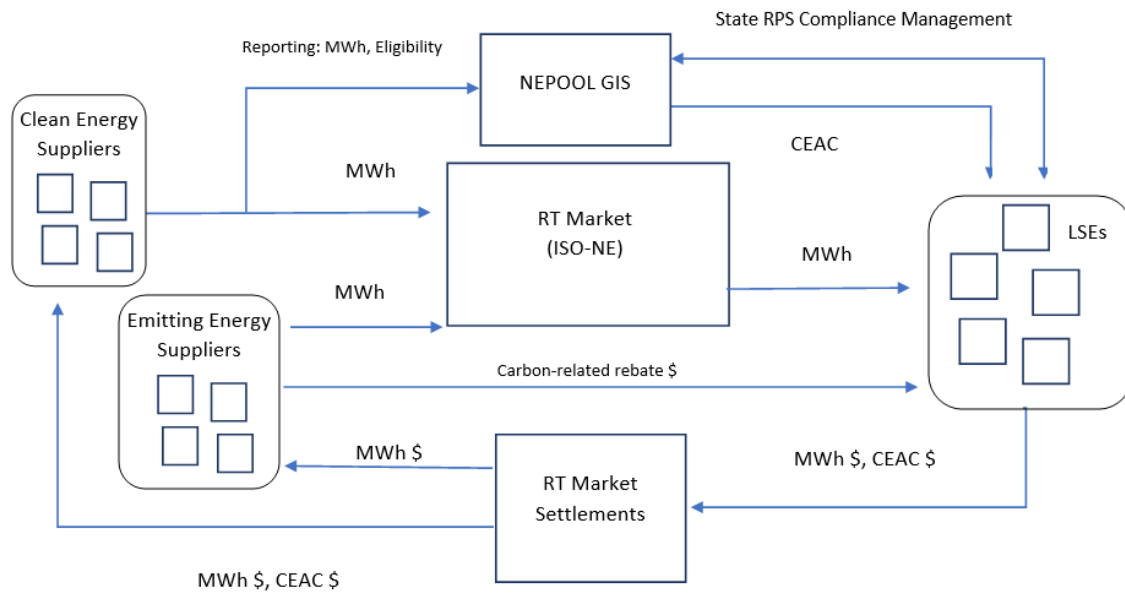 State RPS Compliance Management
Reporting: MWh, Eligibility
NEPOOL GIS
Clean Energy
Suppliers
CEAC
MWh
RT Market
(ISO-NE)
LSEs
MWh
MWh
Emitting Energy
Suppliers
Carbon-related rebate $
MWh $
MWh $, CEAC $
RT Market
Settlements
MWh $, CEAC $